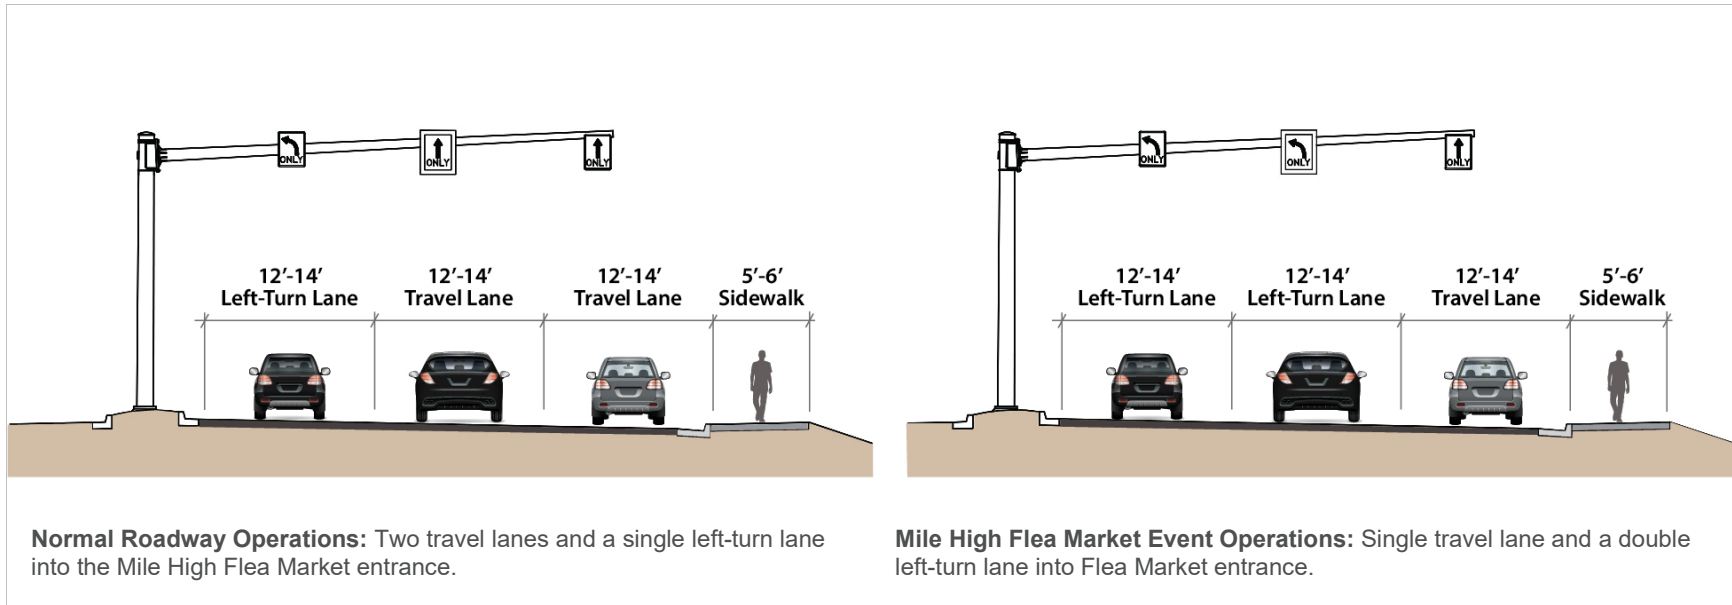 ONLY
ONLY
ONLY
12'-14'
Left-Turn Lane
12'-14'
Travel Lane
12'-14'
Travel Lane
5'-6'
Sidewalk
Normal Roadway Operations: Two travel lanes and a single left-turn lane
into the Mile High Flea Market entrance.
ONLY
ONLY
ONLY
12'-14'
Left-Turn Lane
12'-14'
Left-Turn Lane
12'-14'
Travel Lane
5'-6'
Sidewalk
Mile High Flea Market Event Operations: Single travel lane and a double
left-turn lane into Flea Market entrance.